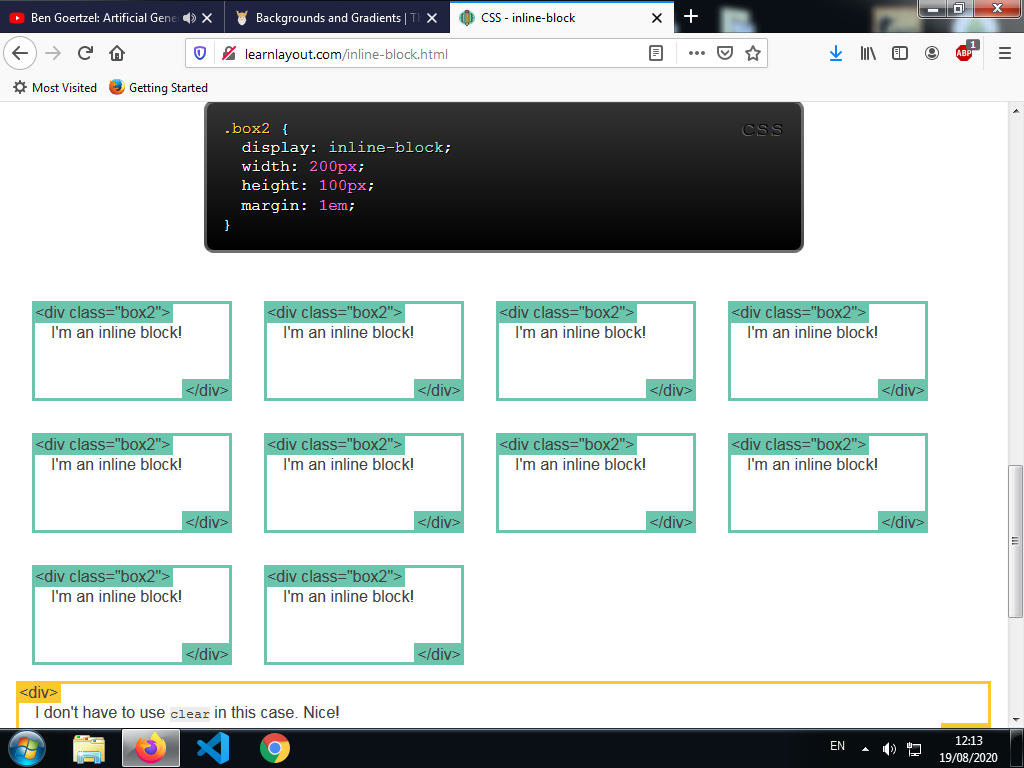 Ben Goertzel: Artificial Gene
Backgrounds and Gradients | Th
CSS - inline-block
learnlayout.com/inline-block.html
ABP
1
Most Visited
Getting Started
CSS
.box2 {
display: inline-block;
width: 200px;
height: 100px;
margin: 1em;
}
<div class="box2"> <div class="box2"> <div class="box2"> <div class="box2">
I'm an inline block! I'm an inline block! I'm an inline block! I'm an inline block!
</div> </div> </div> </div>
<div class="box2"> <div class="box2"> <div class="box2"> <div class="box2">
I'm an inline block! I'm an inline block! I'm an inline block! I'm an inline block!
</div> </div> </div> </div>
<div class="box2"> <div class="box2">
I'm an inline block! I'm an inline block!
</div> </div>
<div>
I don't have to use clear in this case. Nice!
EN
12:13
19/08/2020